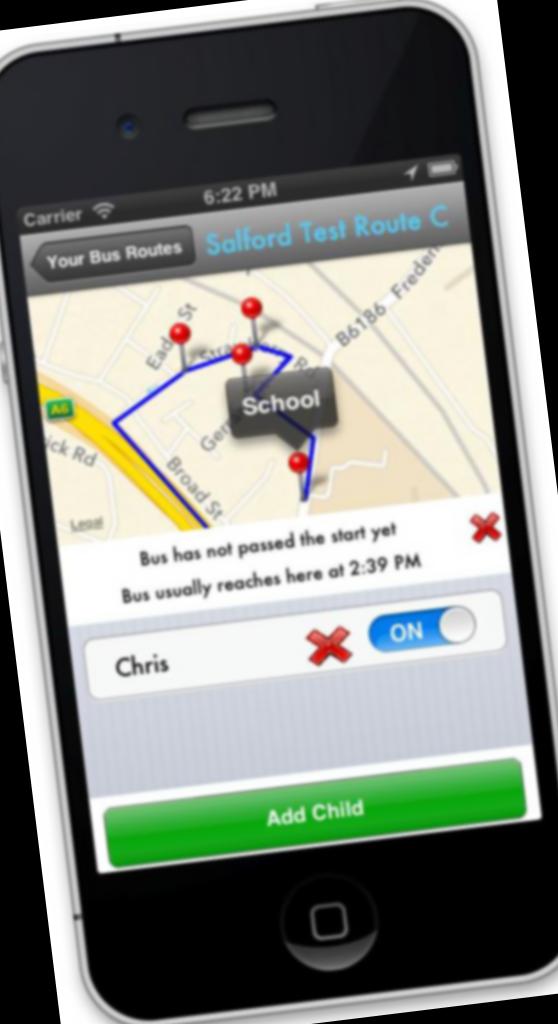 Carrier 6:22 PM
Your Bus Routes Salford Test Route C
B6186 Freder
St
A6
School
ick Rd
Broad St
Legal
Bus has not passed the start yet
Bus usually reaches here at 2:39 PM
Chris ON
Add Child